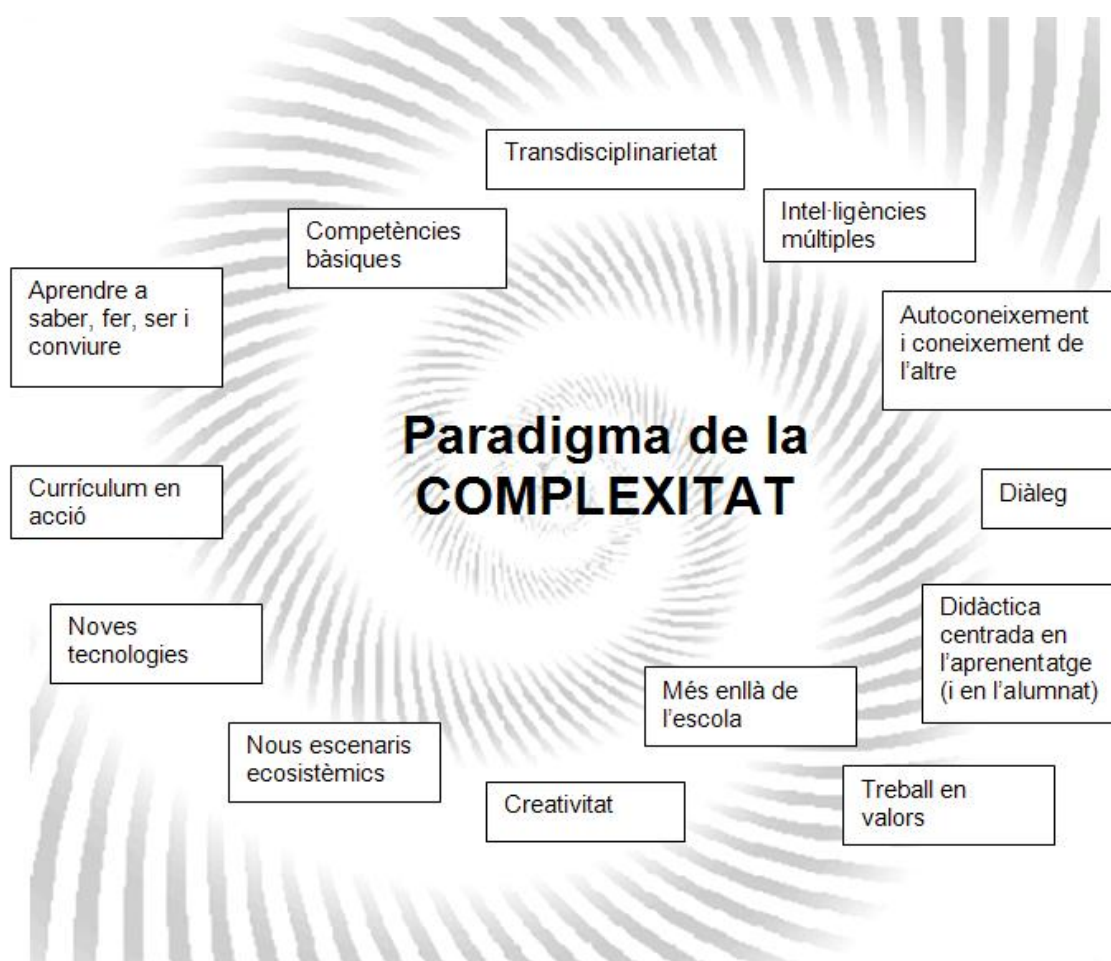 Transdisciplinarietat
Intel·ligències
múltiples
Competències
bàsiques
Aprendre a
saber, fer, ser i
conviure
Autoconeixement
i coneixement de
l'altre
Paradigma de la
COMPLEXITAT
Currículum en
acció
Diàleg
Didàctica
centrada en
l'aprenentatge
(i en l'alumnat)
Noves
tecnologies
Més enllà de
l'escola
Nous escenaris
ecosistèmics
Creativitat
Treball en
valors